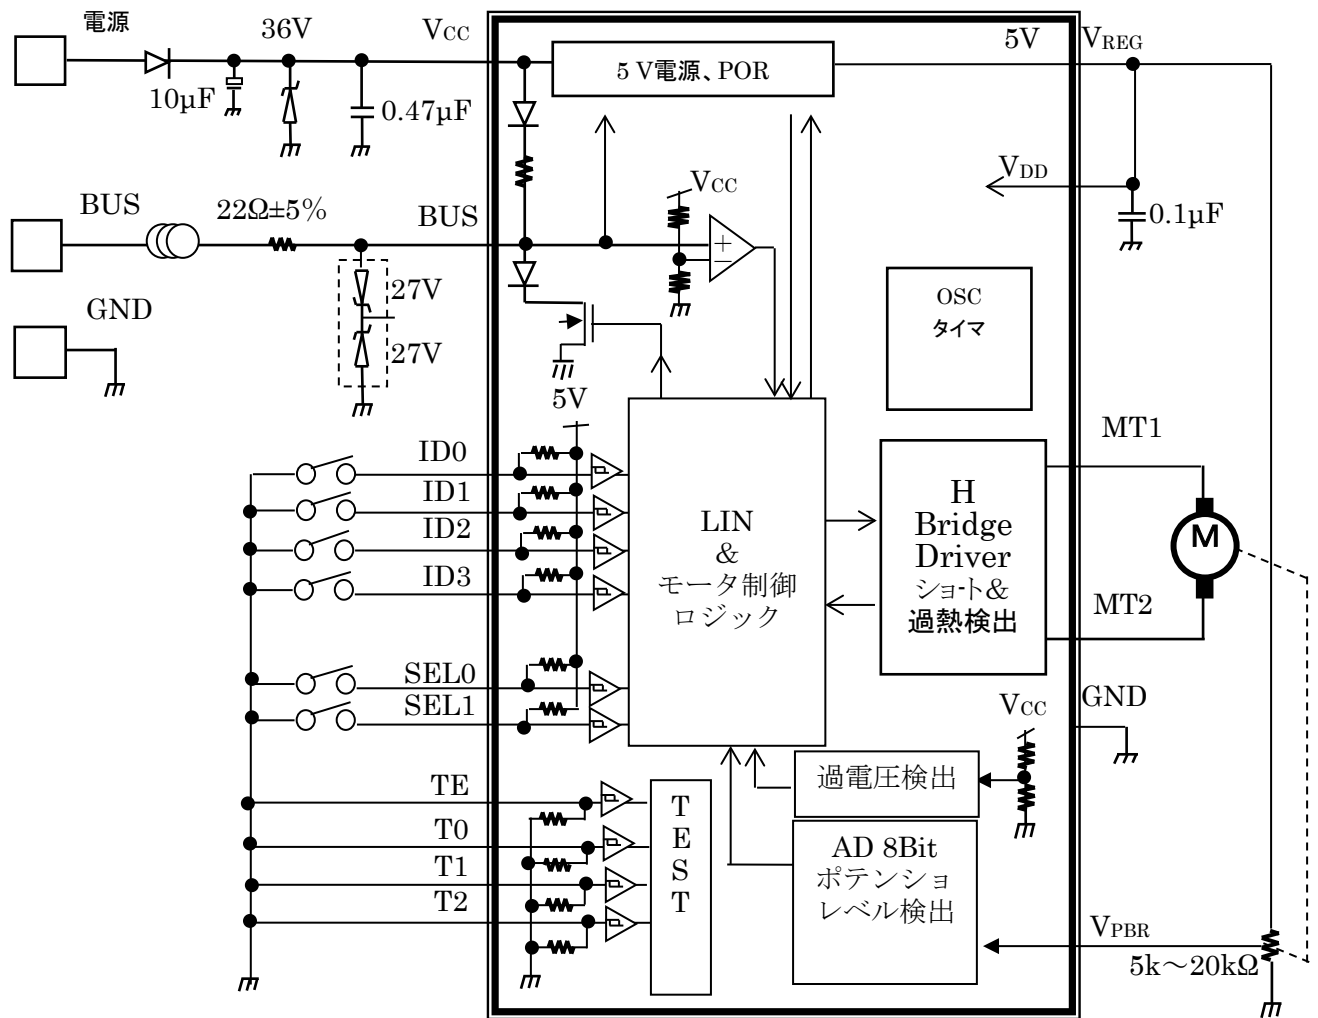 電源
36V
VCC
5V
VREG
5 V電源、POR
10µF
0.47µF
VDD
VCC
BUS
22Ω±5%
BUS
0.1µF
+
−
27V
GND
OSC
タイマ
27V
5V
MT1
ID0
ID1
ID2
ID3
LIN
&
モータ制御
ロジック
H
Bridge
Driver
ショート&
過熱検出
M
MT2
SEL0
SEL1
VCC
GND
過電圧検出
TE
T0
T1
T2
T
E
S
T
AD 8Bit
ポテンショ
レベル検出
VPBR
5k～20kΩ